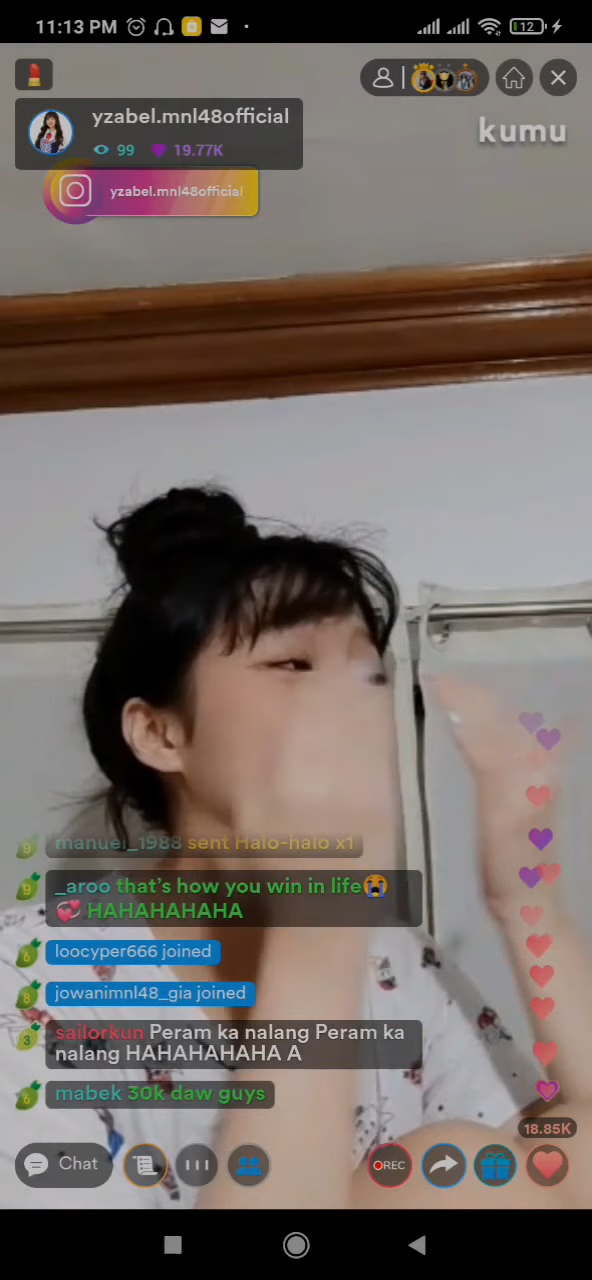 11:13 PM
12
yzabel.mnl48official
99 19.77K
kumu
yzabel.mnl48official
9 manuel_1988 sent Halo-halo x1
9 _aroo that's how you win in life😭
💞 HAHAHAHAHA
6 loocyper666 joined
8 jowanimnl48_gia joined
3 sailorkun Peram ka nalang Peram ka
nalang HAHAHAHAHA A
6 mabek 30k daw guys
18.85K
Chat
REC